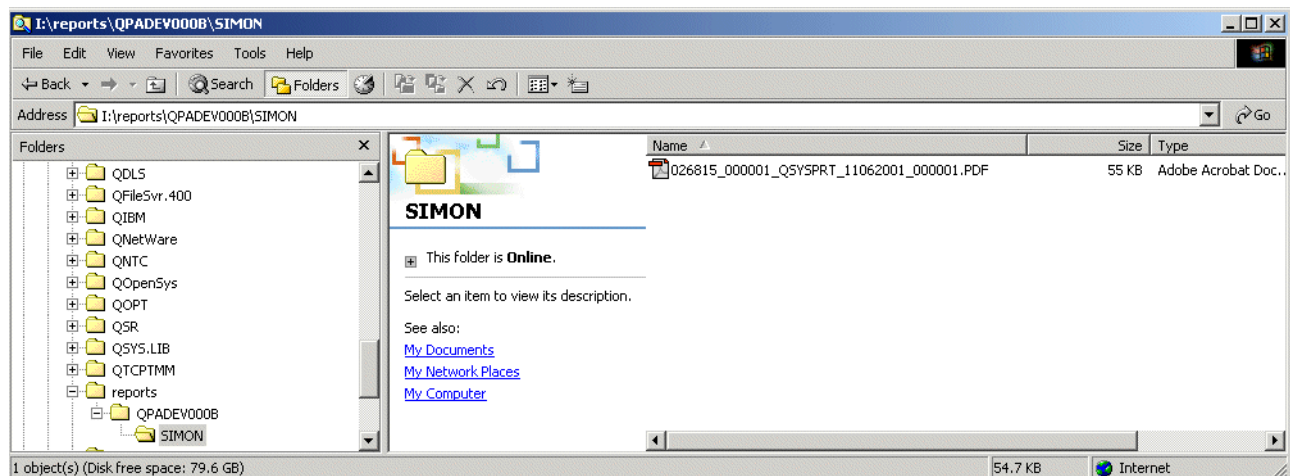 I:\reports\QPADEV000B\SIMON
File Edit View Favorites Tools Help
Back Search Folders
Address I:\reports\QPADEV000B\SIMON Go
Folders
QDLS
QFileSvr.400
QIBM
QNetWare
QNTC
QOpenSys
QOPT
QSR
QSYS.LIB
QTCPTMM
reports
QPADEV000B
SIMON
SIMON
This folder is Online.
Select an item to view its description.
See also:
My Documents
My Network Places
My Computer
Name Size Type
026815_000001_QSYSPRT_11062001_000001.PDF 55 KB Adobe Acrobat Doc...
1 object(s) (Disk free space: 79.6 GB) 54.7 KB Internet